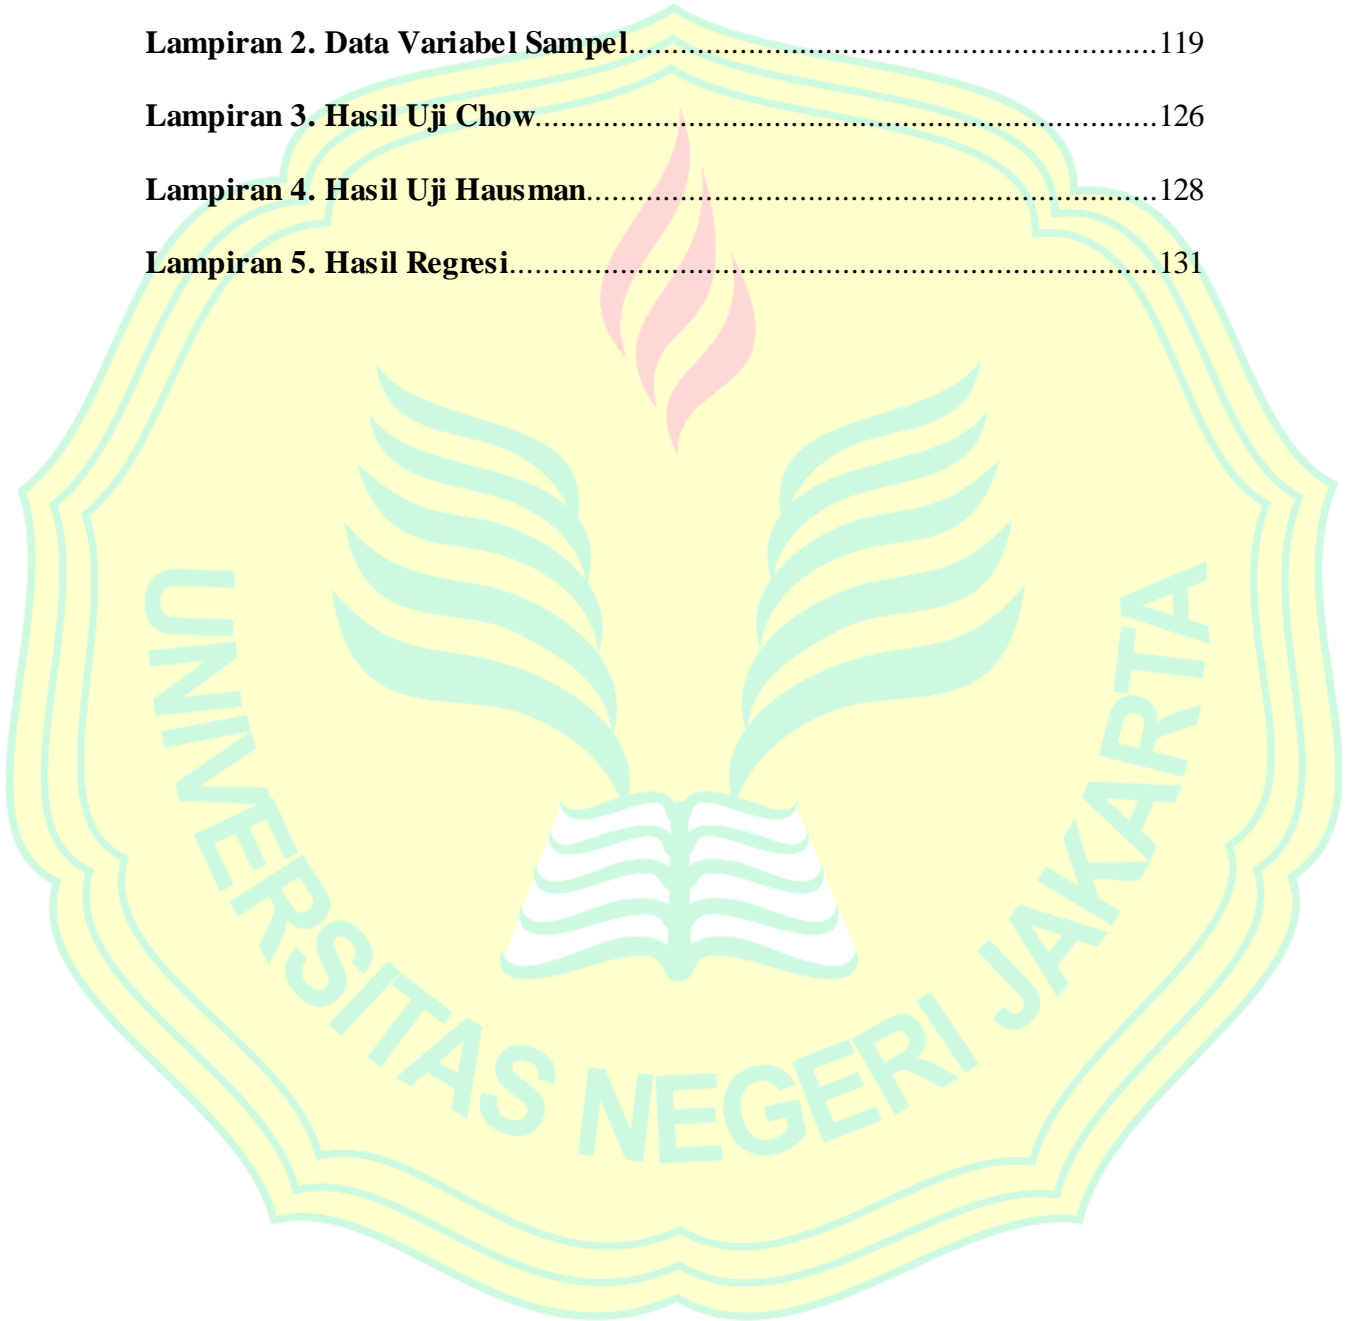 Lampiran 2. Data Variabel Sampel..............................................................119
Lampiran 3. Hasil Uji Chow.........................................................................126
Lampiran 4. Hasil Uji Hausman...................................................................128
Lampiran 5. Hasil Regresi............................................................................131
UNIVERSITAS NEGERI JAKARTA